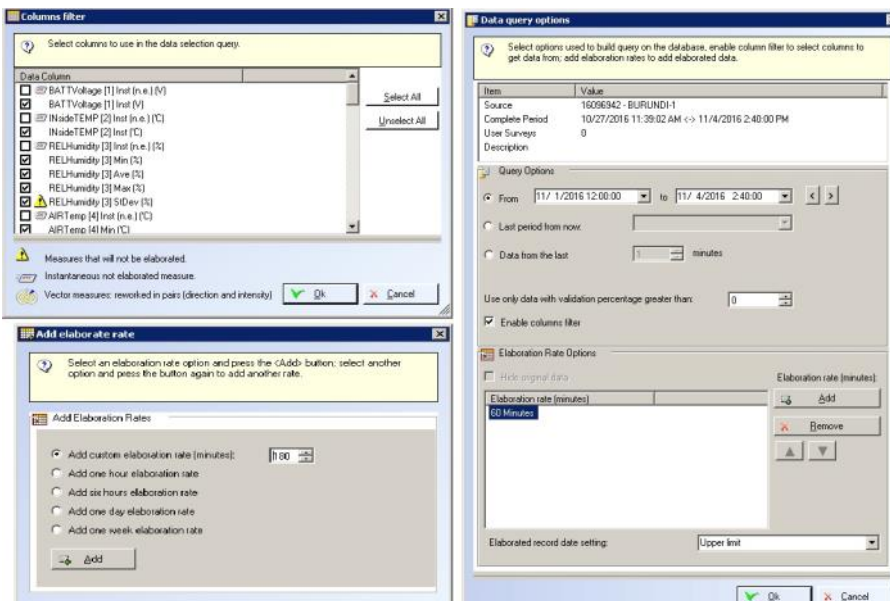 Columns filter
Select columns to use in the data selection query.
Data Column
BATTVoltage [1] Inst (n.e.) (V)
BATTVoltage [1] Inst (V)
INsideTEMP [2] Inst (n.e.) (°C)
INsideTEMP [2] Inst (°C)
RELHumidity [3] Inst (n.e.) (%)
RELHumidity [3] Min (%)
RELHumidity [3] Ave (%)
RELHumidity [3] Max (%)
RELHumidity [3] StDev (%)
AIRTemp [4] Inst (n.e.) (°C)
AIRTemp [4] Min (°C)
Select All
Unselect All
Measures that will not be elaborated.
Instantaneous not elaborated measure.
Vector measures: reworked in pairs (direction and intensity)
Ok
Cancel
Add elaborate rate
Select an elaboration rate option and press the <Add> button; select another
option and press the button again to add another rate.
Add Elaboration Rates
Add custom elaboration rate (minutes): 180
Add one hour elaboration rate
Add six hours elaboration rate
Add one day elaboration rate
Add one week elaboration rate
Add
Data query options
Select options used to build query on the database, enable column filter to select columns to
get data from; add elaboration rates to add elaborated data.
Item Value
Source 16096942 - BURUNDI-1
Complete Period 10/27/2016 11:39:02 AM <-> 11/4/2016 2:40:00 PM
User Surveys 0
Description
Query Options
From 11/ 1/2016 12:00:00 to 11/ 4/2016 2:40:00 < >
Last period from now:
Data from the last 1 minutes
Use only data with validation percentage greater than: 0
Enable columns filter
Elaboration Rate Options
Hide original data
Elaboration rate (minutes):
Elaboration rate (minutes)
60 Minutes
Add
Remove
Elaborated record date setting: Upper limit
Ok
Cancel